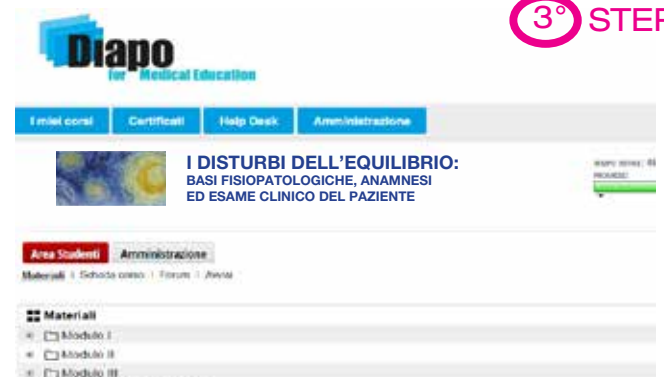 3° STEP
Diapo
for Medical Education
I miei corsi Certificati Help Desk Amministrazione
I DISTURBI DELL'EQUILIBRIO:
BASI FISIOPATOLOGICHE, ANAMNESI
ED ESAME CLINICO DEL PAZIENTE
Area Studenti Amministrazione
Materiali | Scheda corso | Forum | Avvisi
Materiali
Modulo I
Modulo II
Modulo III